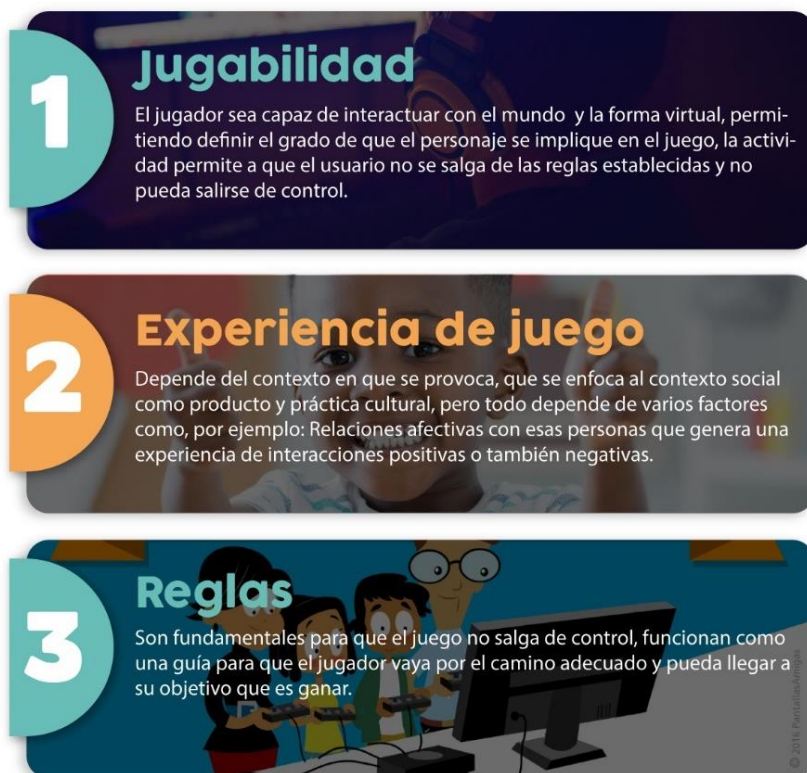 1
Jugabilidad
El jugador sea capaz de interactuar con el mundo y la forma virtual, permi-
tiendo definir el grado de que el personaje se implique en el juego, la activi-
dad permite a que el usuario no se salga de las reglas establecidas y no
pueda salirse de control.
2
Experiencia de juego
Depende del contexto en que se provoca, que se enfoca al contexto social
como producto y práctica cultural, pero todo depende de varios factores
como, por ejemplo: Relaciones afectivas con esas personas que genera una
experiencia de interacciones positivas o también negativas.
3
Reglas
Son fundamentales para que el juego no salga de control, funcionan como
una guía para que el jugador vaya por el camino adecuado y pueda llegar a
su objetivo que es ganar.
© 2016 PantallasAmigas